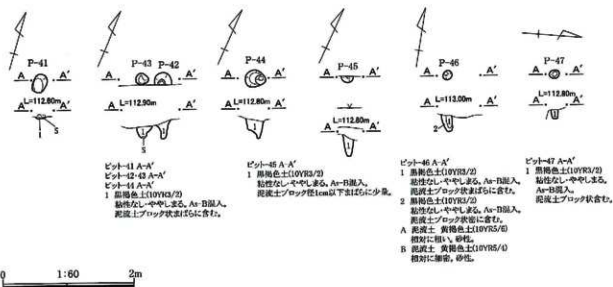 P-41
A A'
L=112.80m
A A'
1
S
P-43 P-42
A A'
L=112.90m
A A'
1 1
S
P-44
A A'
L=112.80m
A A'
1
P-45
A A'
L=112.80m
A A'
1
P-46
A A'
L=113.00m
A A'
1
2
P-47
A A'
L=112.80m
A A'
1
ピット-41 A-A'
ピット-42・43 A-A'
ピット-44 A-A'
1 黒褐色土(10YR3/2)
粘性なし・ややしまる。As-B混入。
泥流土ブロック状まばらに含む。
ピット-45 A-A'
1 黒褐色土(10YR3/2)
粘性なし・ややしまる。As-B混入。
泥流土ブロック径1cm以下まばらに少量。
ピット-46 A-A'
1 黒褐色土(10YR3/2)
粘性なし・ややしまる。As-B混入。
泥流土ブロック状まばらに含む。
2 黒褐色土(10YR3/2)
粘性なし・ややしまる。As-B混入。
泥流土ブロック状密に含む。
A 泥流土 黄褐色土(10YR5/6)
相対に粗い。砂性。
B 泥流土 黄褐色土(10YR5/4)
相対に細密。砂性。
ピット-47 A-A'
1 黒褐色土(10YR3/2)
粘性なし・ややしまる。
As-B混入。
泥流土ブロック状含む。
0 1:60 2m